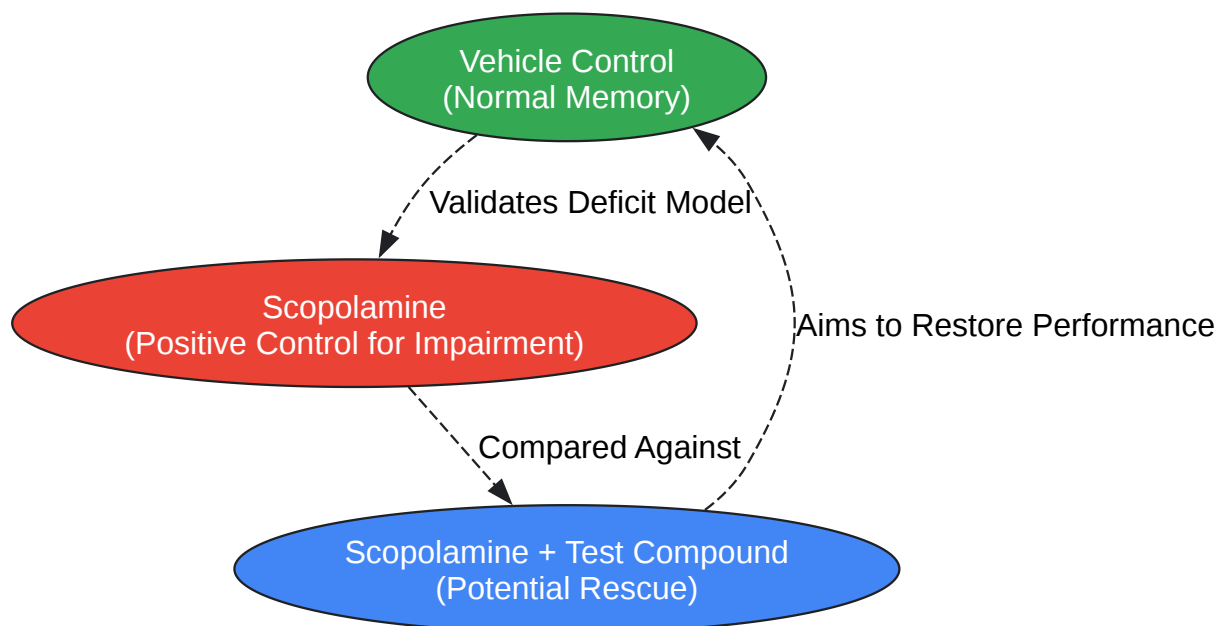 Vehicle Control
(Normal Memory)
Validates Deficit Model
Scopolamine
(Positive Control for Impairment)
Aims to Restore Performance
Compared Against
Scopolamine + Test Compound
(Potential Rescue)